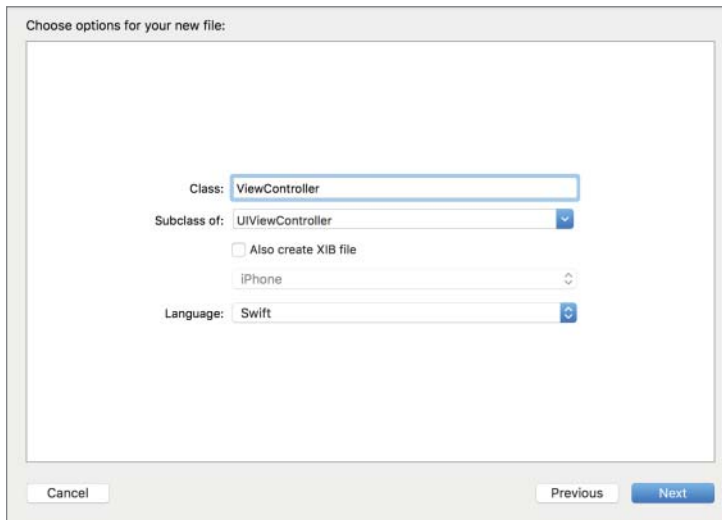 Choose options for your new file:
Class: ViewController
Subclass of: UIViewController
Also create XIB file
iPhone
Language: Swift
Cancel Previous Next